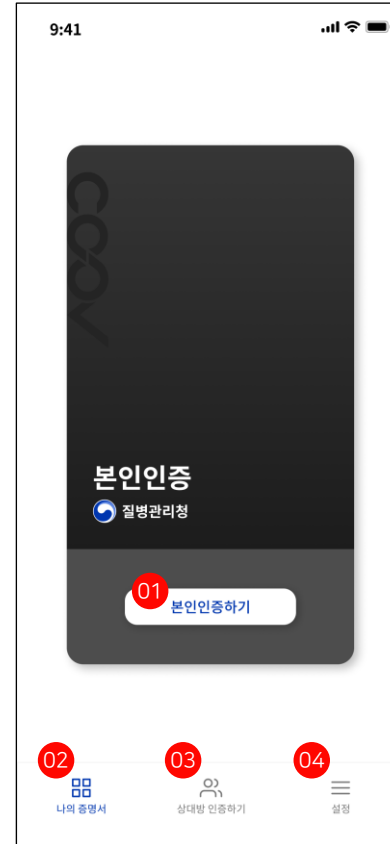 9:41
COOV
본인인증
질병관리청
01
본인인증하기
02
03
04
나의 증명서
상대방 인증하기
설정